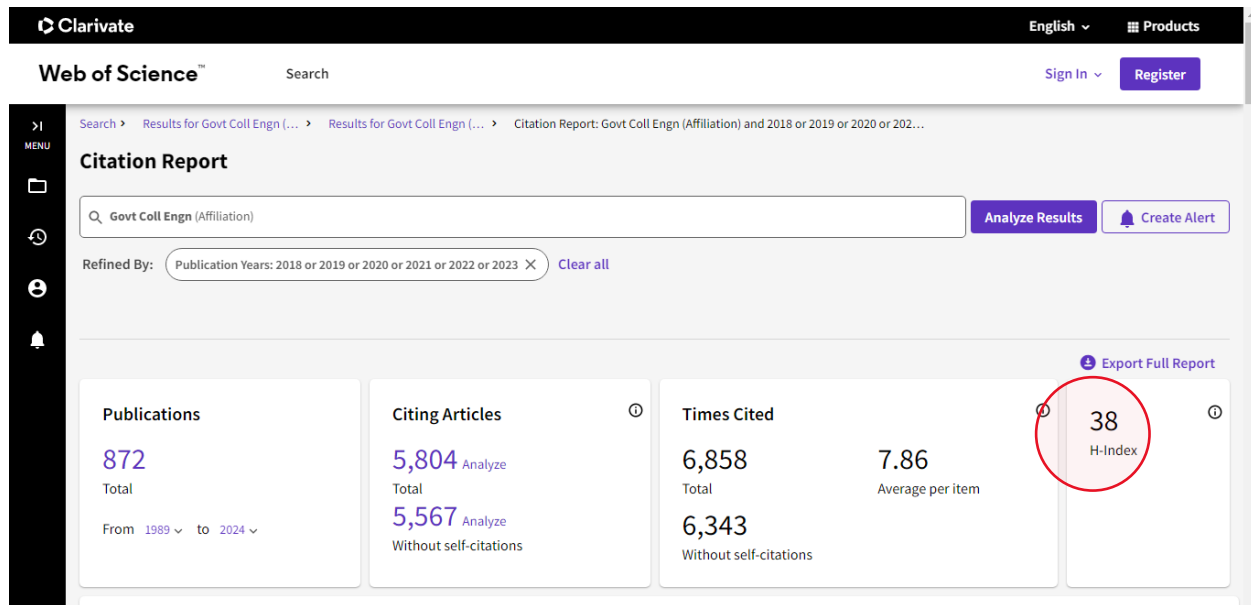 Clarivate
English
Products
Web of Science™
Search
Sign In
Register
MENU
Search > Results for Govt Coll Engn (... > Results for Govt Coll Engn (... > Citation Report: Govt Coll Engn (Affiliation) and 2018 or 2019 or 2020 or 202...
Citation Report
Govt Coll Engn (Affiliation)
Analyze Results
Create Alert
Refined By:
Publication Years: 2018 or 2019 or 2020 or 2021 or 2022 or 2023
Clear all
Export Full Report
Publications
872
Total
From 1989 to 2024
Citing Articles
5,804 Analyze
Total
5,567 Analyze
Without self-citations
Times Cited
6,858
Total
7.86
Average per item
6,343
Without self-citations
38
H-Index